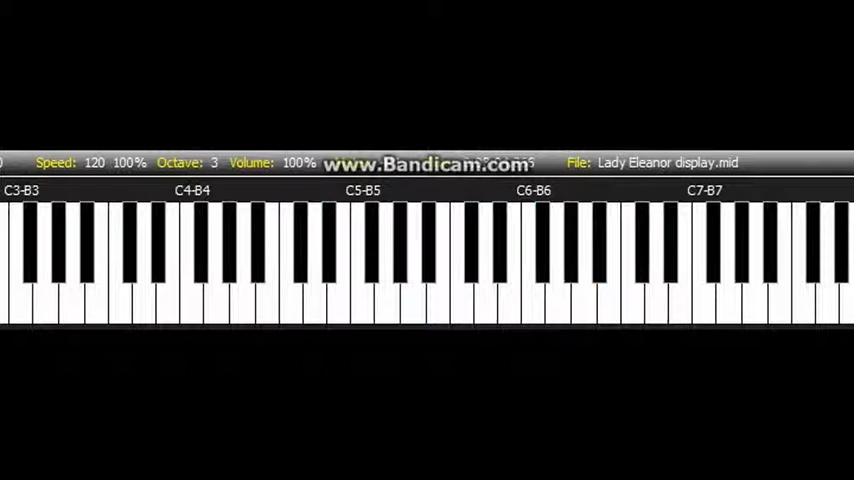 0 Speed: 120 100% Octave: 3 Volume: 100% www.Bandicam.com File: Lady Eleanor display.mid
C3-B3 C4-B4 C5-B5 C6-B6 C7-B7